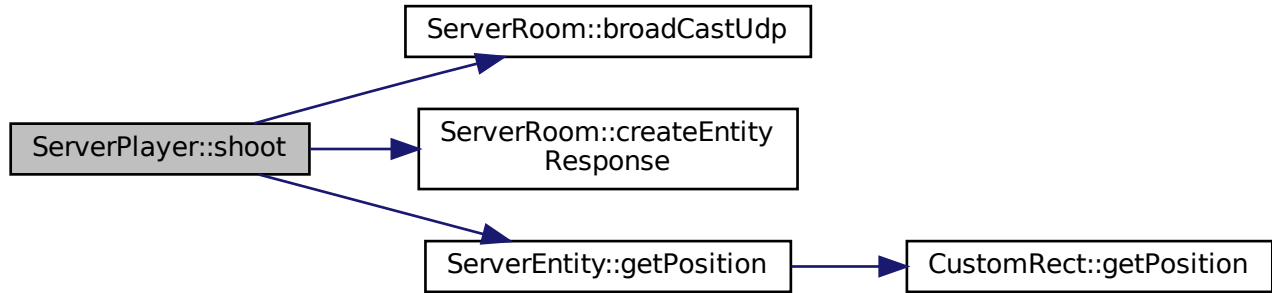 ServerRoom::broadCastUdp
ServerPlayer::shoot
ServerRoom::createEntity
Response
ServerEntity::getPosition
CustomRect::getPosition